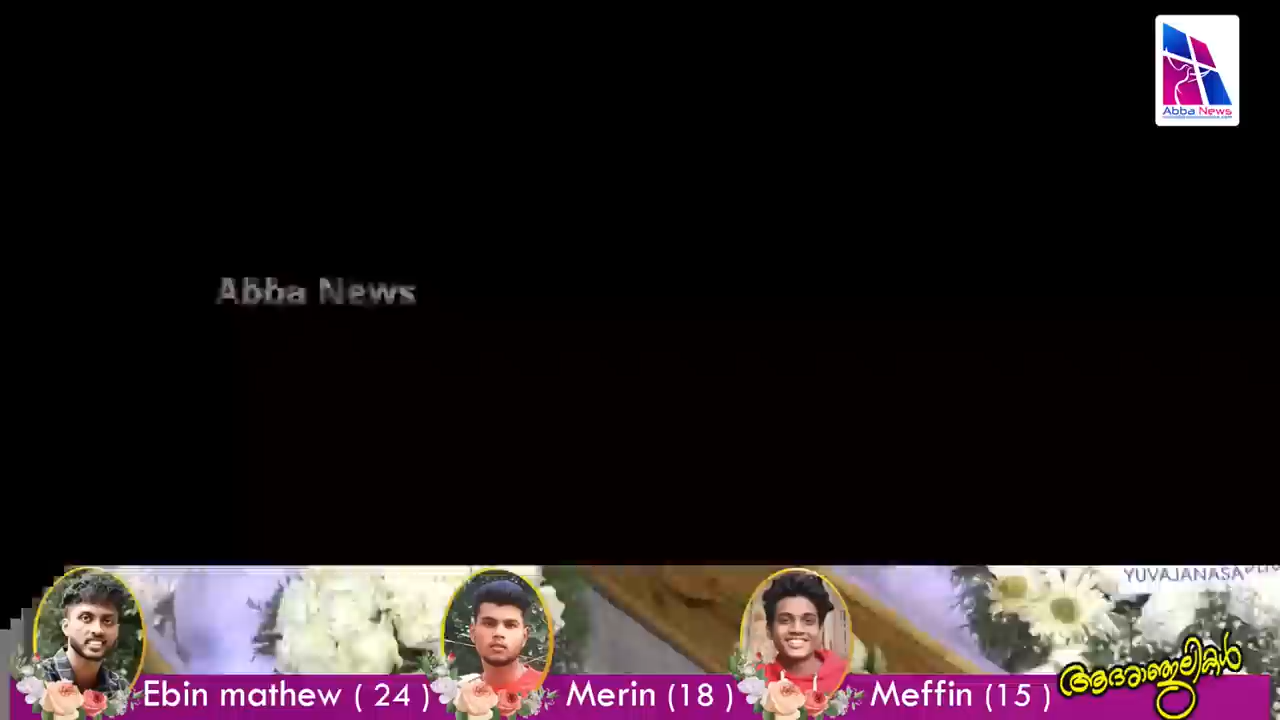 Abba News
Abba News
YUVAJANASA
Ebin mathew ( 24 )
Merin (18 )
Meffin (15 )
ആദരാഞ്ജലികൾ